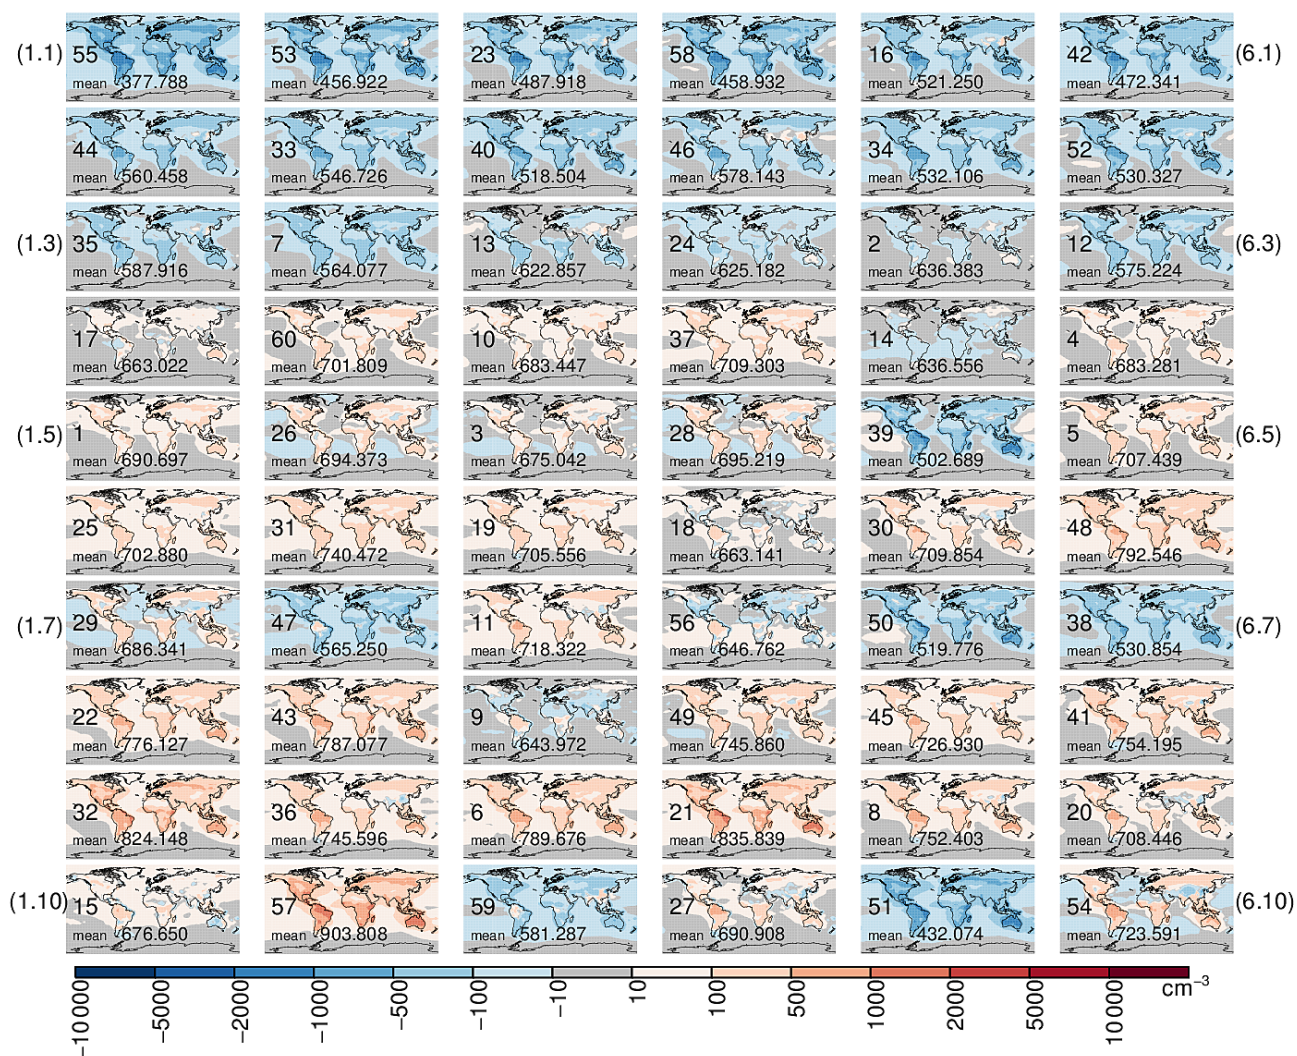 (1.1) 55 53 23 58 16 42 (6.1)
mean 377.788 mean 456.922 mean 487.918 mean 458.932 mean 521.250 mean 472.341
44 33 40 46 34 52
mean 560.458 mean 546.726 mean 518.504 mean 578.143 mean 532.106 mean 530.327
(1.3) 35 7 13 24 2 12 (6.3)
mean 587.916 mean 564.077 mean 622.857 mean 625.182 mean 636.383 mean 575.224
17 60 10 37 14 4
mean 663.022 mean 701.809 mean 683.447 mean 709.303 mean 636.556 mean 683.281
(1.5) 1 26 3 28 39 5 (6.5)
mean 690.697 mean 694.373 mean 675.042 mean 695.219 mean 502.689 mean 707.439
25 31 19 18 30 48
mean 702.880 mean 740.472 mean 705.556 mean 663.141 mean 709.854 mean 792.546
(1.7) 29 47 11 56 50 38 (6.7)
mean 686.341 mean 565.250 mean 718.322 mean 646.762 mean 519.776 mean 530.854
22 43 9 49 45 41
mean 776.127 mean 787.077 mean 643.972 mean 745.860 mean 726.930 mean 754.195
32 36 6 21 8 20
mean 824.148 mean 745.596 mean 789.676 mean 835.839 mean 752.403 mean 708.446
(1.10) 15 57 59 27 51 54 (6.10)
mean 676.650 mean 903.808 mean 581.287 mean 690.908 mean 432.074 mean 723.591
−10000 −5000 −2000 −1000 −500 −100 −10 10 100 500 1000 2000 5000 10000 cm⁻³